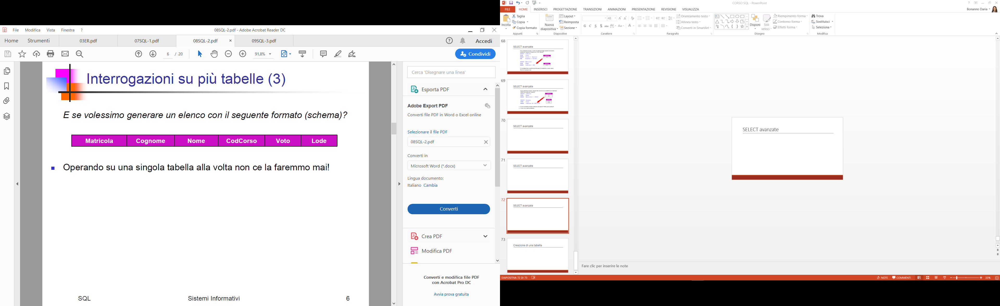 File Modifica Vista Finestra ?
08SQL-2.pdf - Adobe Acrobat Reader DC
Home Strumenti 03ER.pdf 07SQL-1.pdf 08SQL-2.pdf × 09SQL-3.pdf
Accedi
6 / 20
91,8%
Condividi
Interrogazioni su più tabelle (3)
E se volessimo generare un elenco con il seguente formato (schema)?
Matricola Cognome Nome CodCorso Voto Lode
Operando su una singola tabella alla volta non ce la faremmo mai!
SQL Sistemi Informativi 6
Cerca 'Disegnare una linea'
Esporta PDF
Adobe Export PDF
Converti file PDF in Word o Excel online
Selezionare il file PDF
08SQL-2.pdf
Converti in
Microsoft Word (*.docx)
Lingua documento:
Italiano Cambia
Converti
Crea PDF
Modifica PDF
Converti e modifica file PDF
con Acrobat Pro DC
Avvia prova gratuita
CORSO SQL - PowerPoint
FILE HOME INSERISCI PROGETTAZIONE TRANSIZIONI ANIMAZIONI PRESENTAZIONE REVISIONE VISUALIZZA
Bonanno Daria
Incolla
Taglia
Copia
Copia formato
Appunti
Nuova
diapositiva
Layout
Reimposta
Sezione
Diapositive
48
G C S S abc AV Aa A
Carattere
Orientamento testo
Allinea testo
Converti in SmartArt
Paragrafo
Disponi
Stili
veloci
Riempimento forma
Contorno forma
Effetti forma
Disegno
Trova
Sostituisci
Seleziona
Modifica
68
SELECT avanzate
69
SELECT avanzate
70
SELECT avanzate
71
SELECT avanzate
72
SELECT avanzate
73
Creazione di una tabella
SELECT avanzate
Fare clic per inserire le note
DIAPOSITIVA 72 DI 73
NOTE COMMENTI
33%